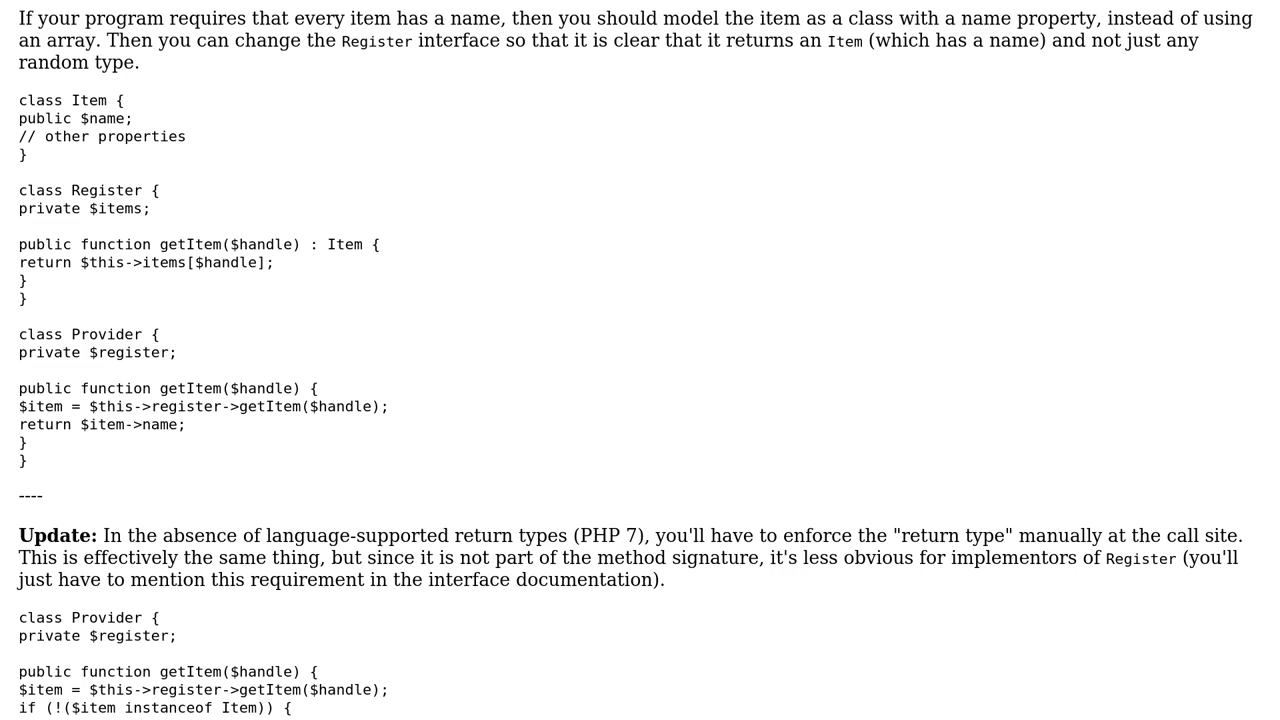 If your program requires that every item has a name, then you should model the item as a class with a name property, instead of using
an array. Then you can change the Register interface so that it is clear that it returns an Item (which has a name) and not just any
random type.
class Item {
public $name;
// other properties
}
class Register {
private $items;
public function getItem($handle) : Item {
return $this->items[$handle];
}
}
class Provider {
private $register;
public function getItem($handle) {
$item = $this->register->getItem($handle);
return $item->name;
}
}
----
Update: In the absence of language-supported return types (PHP 7), you'll have to enforce the "return type" manually at the call site.
This is effectively the same thing, but since it is not part of the method signature, it's less obvious for implementors of Register (you'll
just have to mention this requirement in the interface documentation).
class Provider {
private $register;
public function getItem($handle) {
$item = $this->register->getItem($handle);
if (!($item instanceof Item)) {